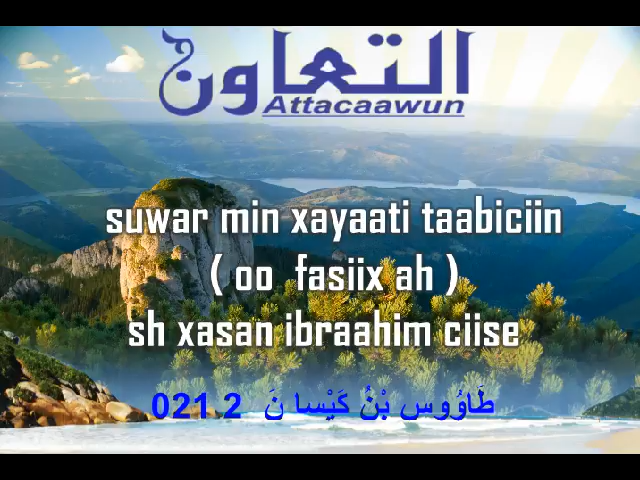 التعاون
Attacaawun
suwar min xayaati taabiciin
( oo fasiix ah )
sh xasan ibraahim ciise
طَاوُوس بْنُ كَيْسا نَ 2 021